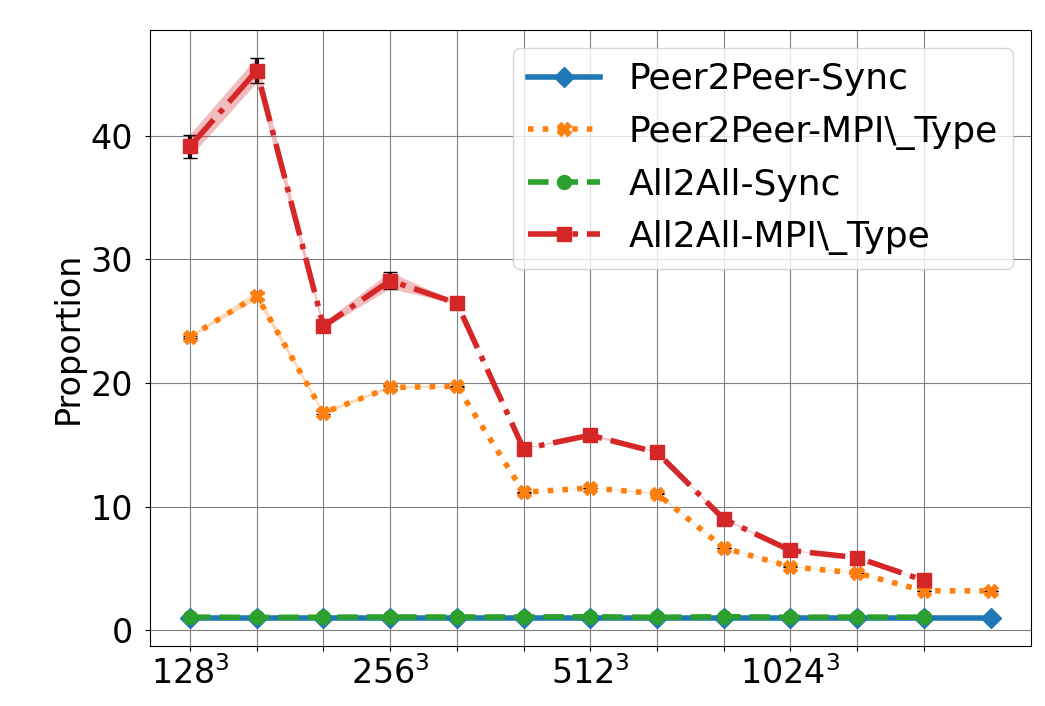 Peer2Peer-Sync
Peer2Peer-MPI\_Type
All2All-Sync
All2All-MPI\_Type
Proportion
40
30
20
10
0
128³ 256³ 512³ 1024³